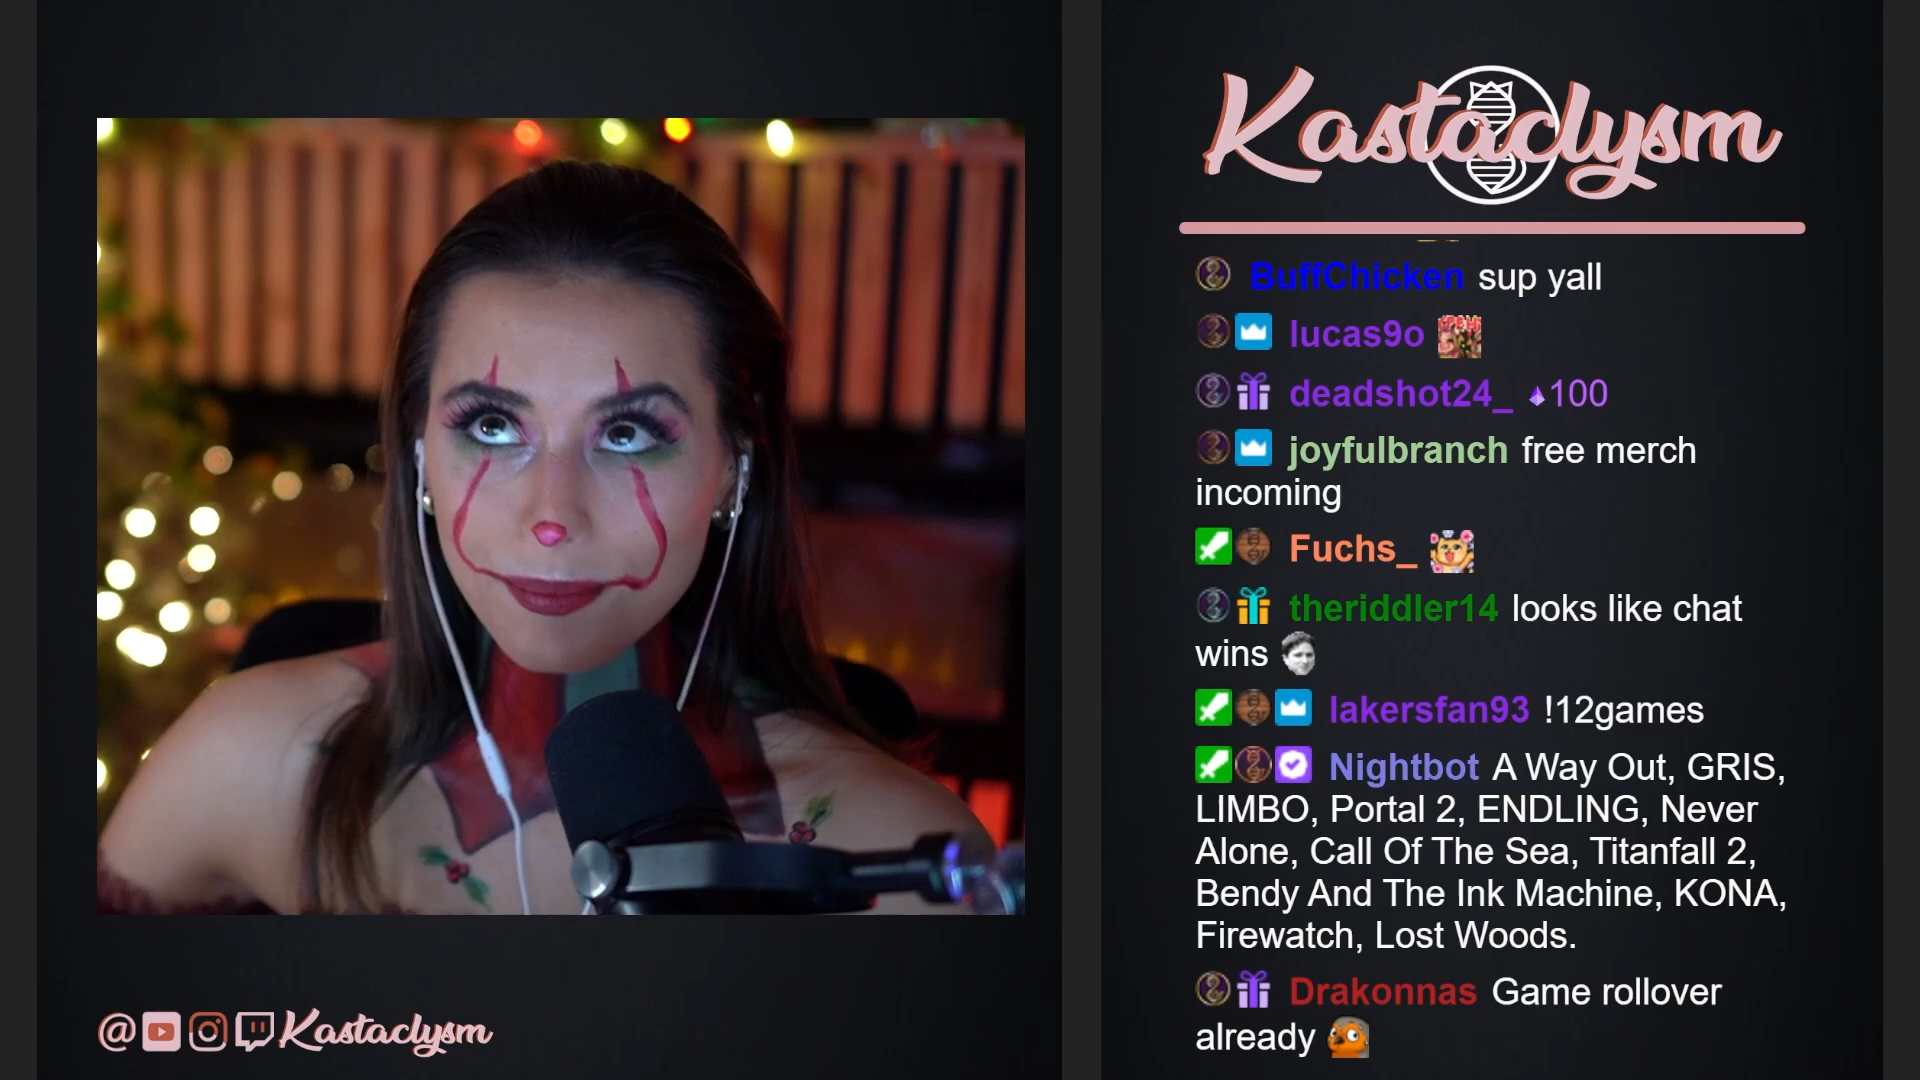 Kastaclysm
BuffChicken sup yall
lucas9o
deadshot24_ 100
joyfulbranch free merch
incoming
Fuchs_
theriddler14 looks like chat
wins
lakersfan93 !12games
Nightbot A Way Out, GRIS,
LIMBO, Portal 2, ENDLING, Never
Alone, Call Of The Sea, Titanfall 2,
Bendy And The Ink Machine, KONA,
Firewatch, Lost Woods.
Drakonnas Game rollover
already
@ Kastaclysm